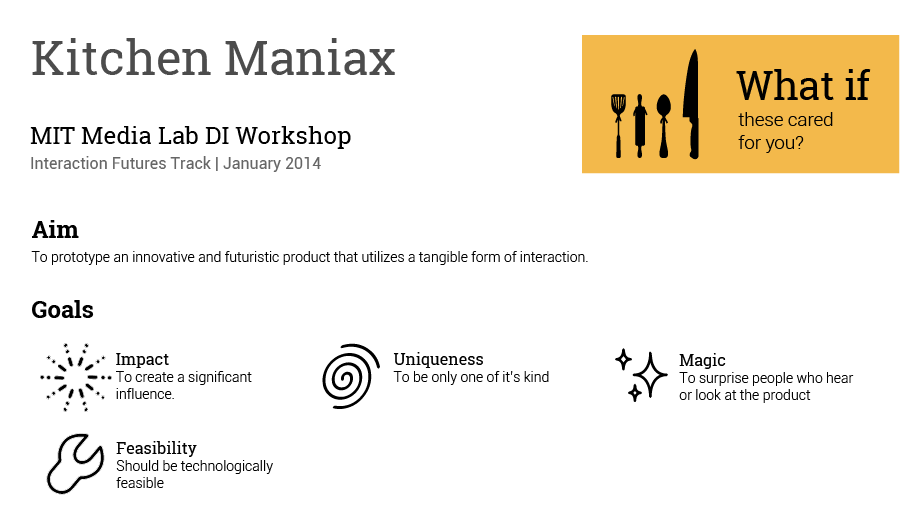 Kitchen Maniax
What if
these cared
for you?
MIT Media Lab DI Workshop
Interaction Futures Track | January 2014
Aim
To prototype an innovative and futuristic product that utilizes a tangible form of interaction.
Goals
Impact
To create a significant
influence.
Uniqueness
To be only one of it's kind
Magic
To surprise people who hear
or look at the product
Feasibility
Should be technologically
feasible